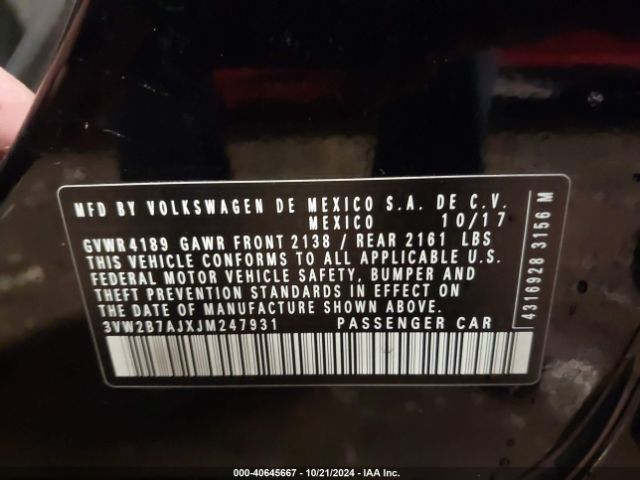 MFD BY VOLKSWAGEN DE MEXICO S.A. DE C.V.
MEXICO 10/17
GVWR 4189 GAWR FRONT 2138 / REAR 2161 LBS
THIS VEHICLE CONFORMS TO ALL APPLICABLE U.S.
FEDERAL MOTOR VEHICLE SAFETY, BUMPER AND
THEFT PREVENTION STANDARDS IN EFFECT ON
THE DATE OF MANUFACTURE SHOWN ABOVE.
3VW2B7AJXJM247931 PASSENGER CAR
4316928 3156 M
000-40645667 - 10/21/2024 - IAA Inc.